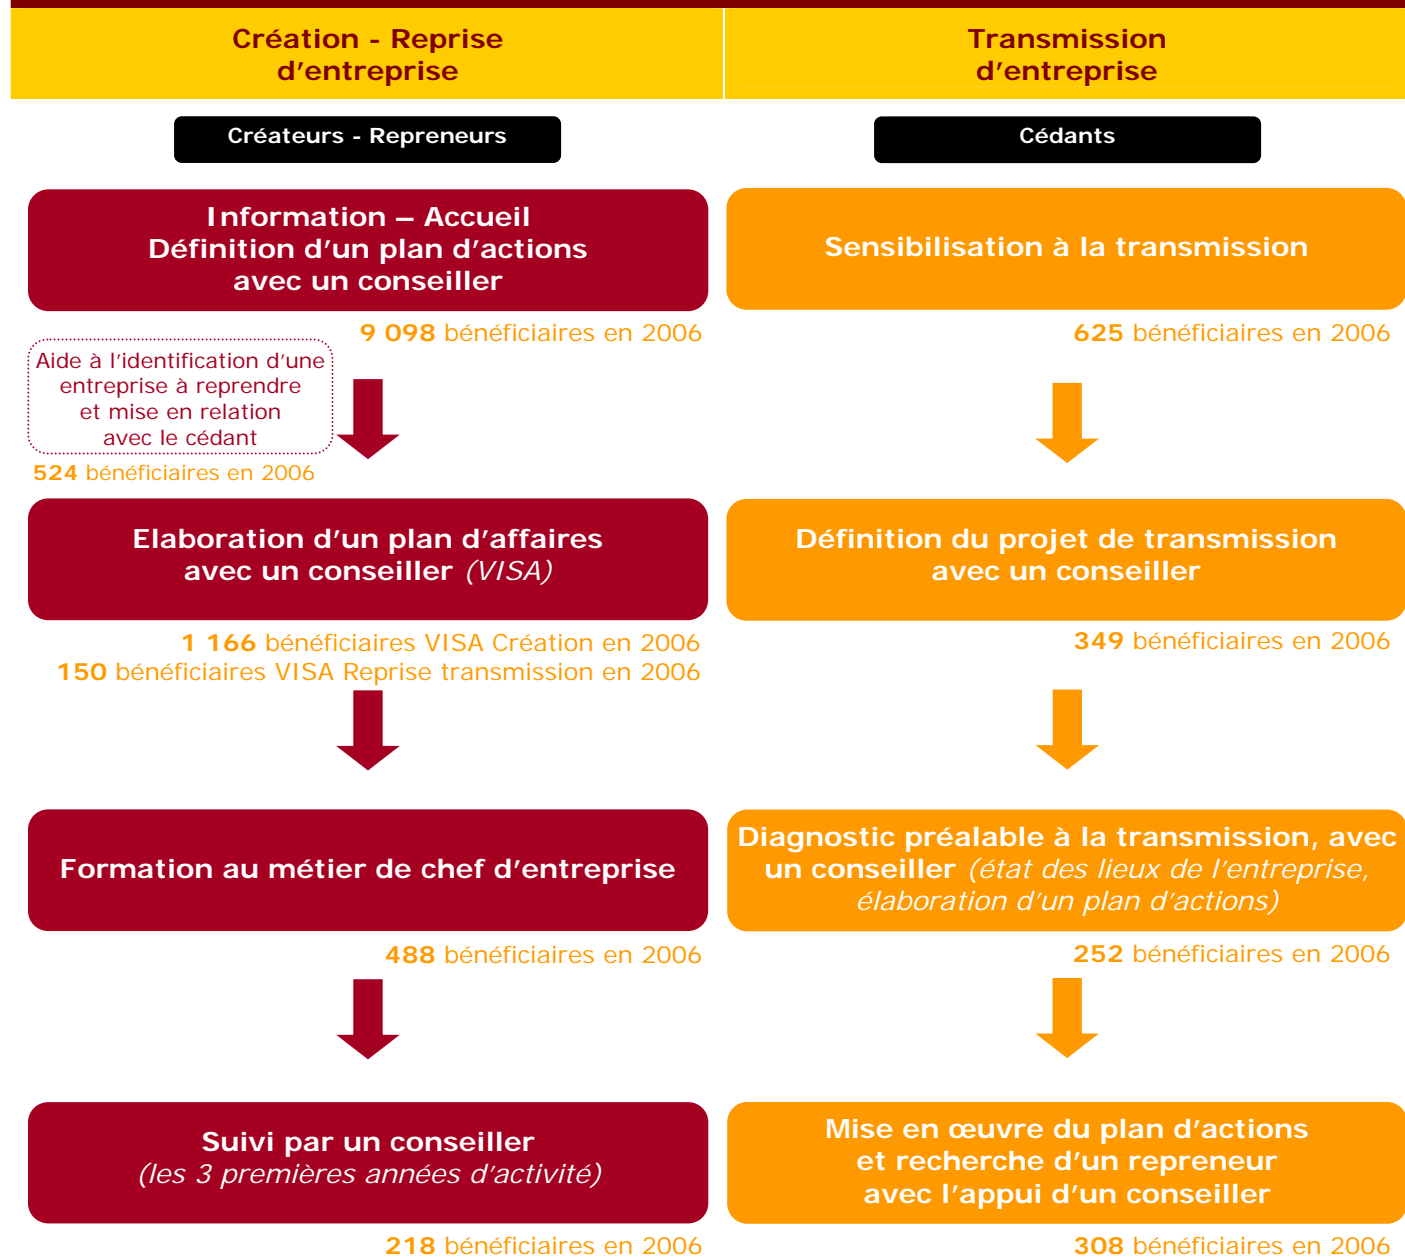 Création - Reprise
d'entreprise
Créateurs - Repreneurs
Information – Accueil
Définition d'un plan d'actions
avec un conseiller
9 098 bénéficiaires en 2006
Aide à l'identification d'une
entreprise à reprendre
et mise en relation
avec le cédant
524 bénéficiaires en 2006
Elaboration d'un plan d'affaires
avec un conseiller (VISA)
1 166 bénéficiaires VISA Création en 2006
150 bénéficiaires VISA Reprise transmission en 2006
Formation au métier de chef d'entreprise
488 bénéficiaires en 2006
Suivi par un conseiller
(les 3 premières années d'activité)
218 bénéficiaires en 2006
Transmission
d'entreprise
Cédants
Sensibilisation à la transmission
625 bénéficiaires en 2006
Définition du projet de transmission
avec un conseiller
349 bénéficiaires en 2006
Diagnostic préalable à la transmission, avec
un conseiller (état des lieux de l'entreprise,
élaboration d'un plan d'actions)
252 bénéficiaires en 2006
Mise en œuvre du plan d'actions
et recherche d'un repreneur
avec l'appui d'un conseiller
308 bénéficiaires en 2006